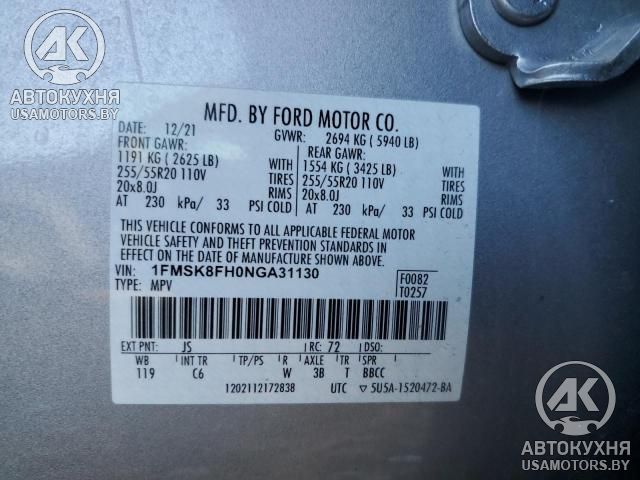 АК
АВТОКУХНЯ
USAMOTORS.BY
MFD. BY FORD MOTOR CO.
DATE: 12/21 GVWR: 2694 KG ( 5940 LB)
FRONT GAWR: REAR GAWR:
1191 KG ( 2625 LB) WITH 1554 KG ( 3425 LB) WITH
255/55R20 110V TIRES 255/55R20 110V TIRES
20x8.0J RIMS 20x8.0J RIMS
AT 230 kPa/ 33 PSI COLD AT 230 kPa/ 33 PSI COLD
THIS VEHICLE CONFORMS TO ALL APPLICABLE FEDERAL MOTOR
VEHICLE SAFETY AND THEFT PREVENTION STANDARDS IN
EFFECT ON THE DATE OF MANUFACTURE SHOWN ABOVE.
VIN: 1FMSK8FH0NGA31130 F0082
TYPE: MPV T0257
EXT PNT: JS RC: 72 DSO:
WB INT TR TP/PS R AXLE TR SPR
119 C6 W 3B T BBCC
1202112172838 UTC ▽ 5U5A-1520472-BA
АК
АВТОКУХНЯ
USAMOTORS.BY